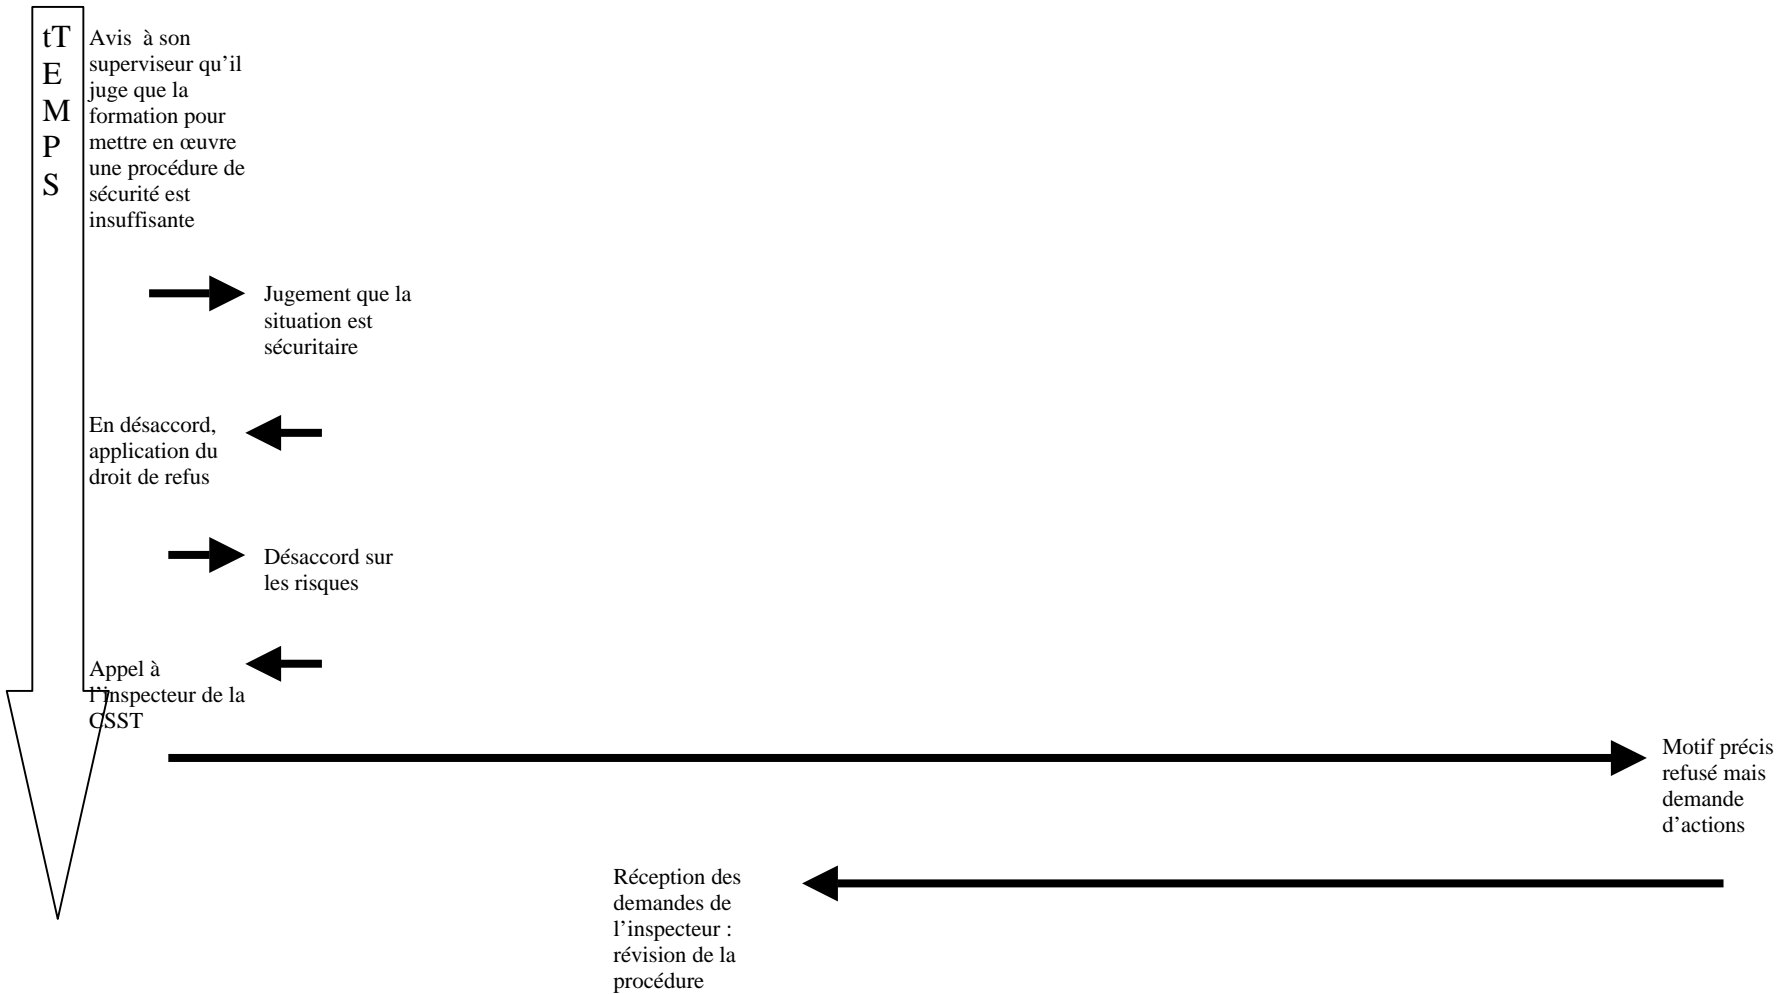 tT
E
M
P
S
Avis à son
superviseur qu’il
juge que la
formation pour
mettre en œuvre
une procédure de
sécurité est
insuffisante
Jugement que la
situation est
sécuritaire
En désaccord,
application du
droit de refus
Désaccord sur
les risques
Appel à
l’inspecteur de la
CSST
Motif précis
refusé mais
demande
d’actions
Réception des
demandes de
l’inspecteur :
révision de la
procédure